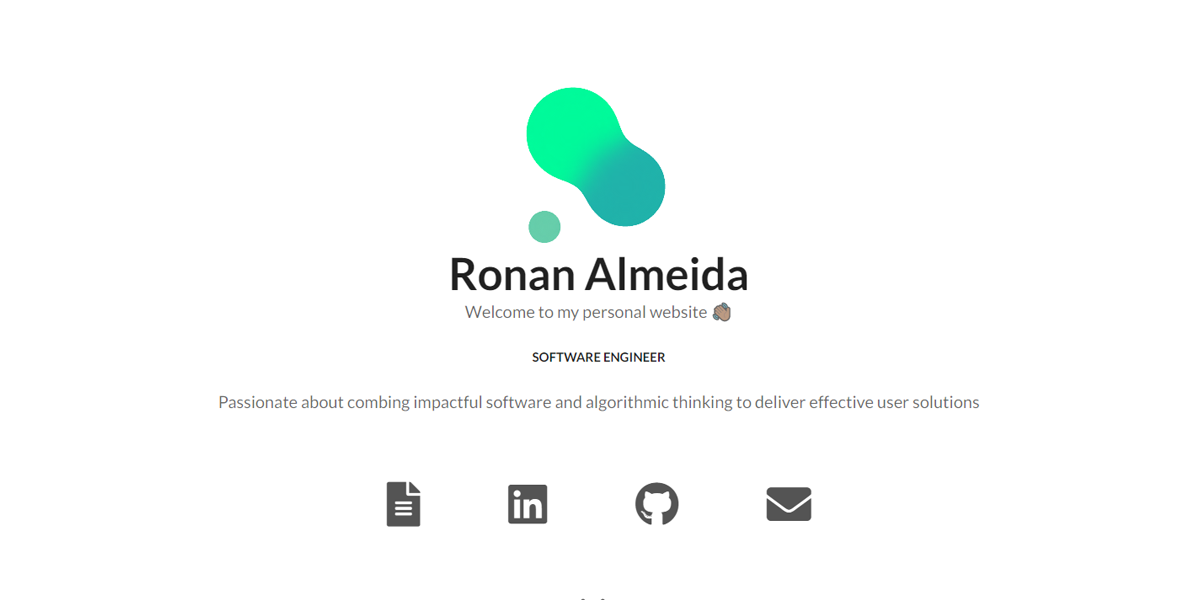 Ronan Almeida
Welcome to my personal website 👋🏽
SOFTWARE ENGINEER
Passionate about combing impactful software and algorithmic thinking to deliver effective user solutions
in